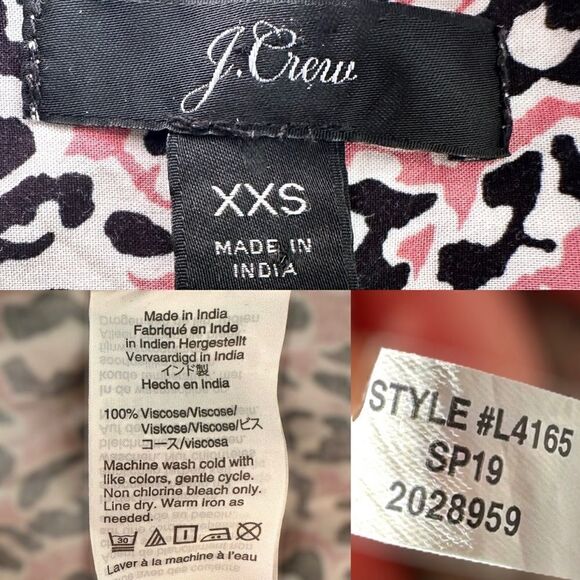 J.Crew
XXS
MADE IN
INDIA
Made in India
Fabriqué en Inde
in Indien Hergestellt
Vervaardigd in India
インド製
Hecho en India
100% Viscose/Viscose/
Viskose/Viscose/ビス
コース/viscosa
Machine wash cold with
like colors, gentle cycle.
Non chlorine bleach only.
Line dry. Warm iron as
needed.
30
Laver à la machine à l'eau
STYLE #L4165
SP19
2028959